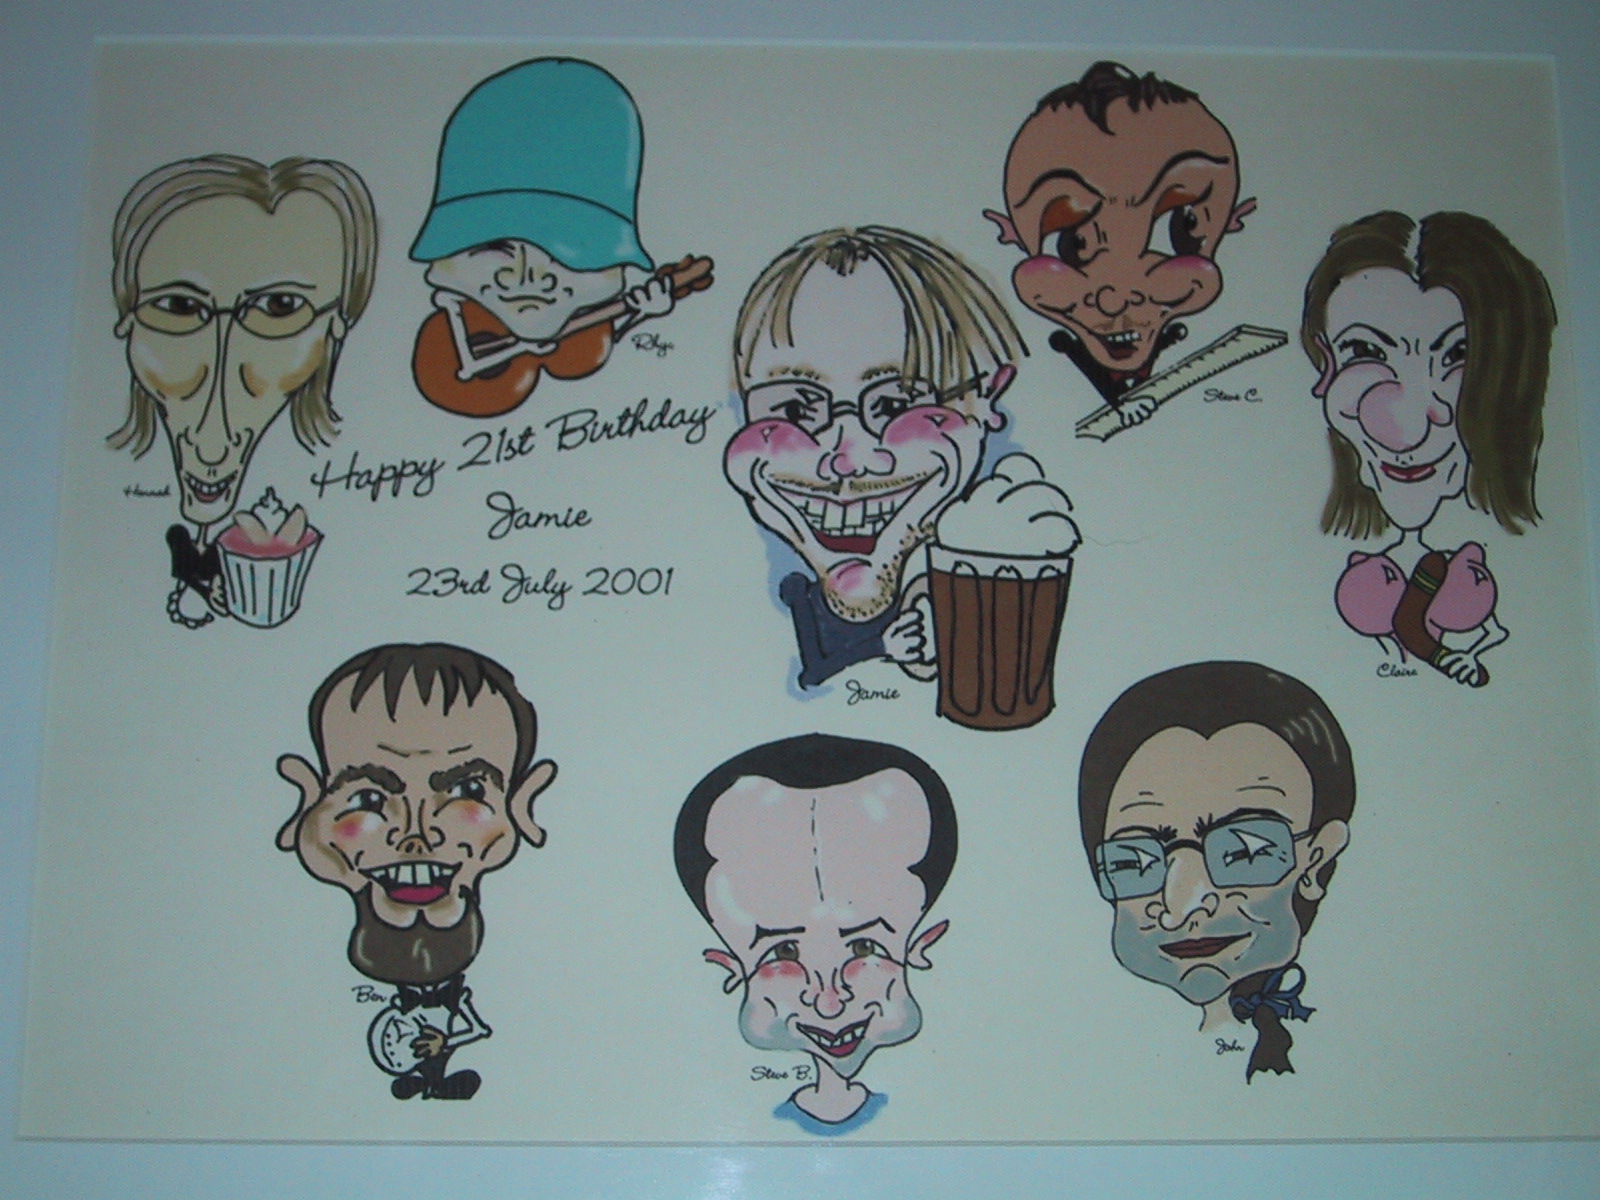 Happy 21st Birthday
Jamie
23rd July 2001
Hannah
Rhys
Jamie
Steve C.
Claire
Ben
Steve B.
John